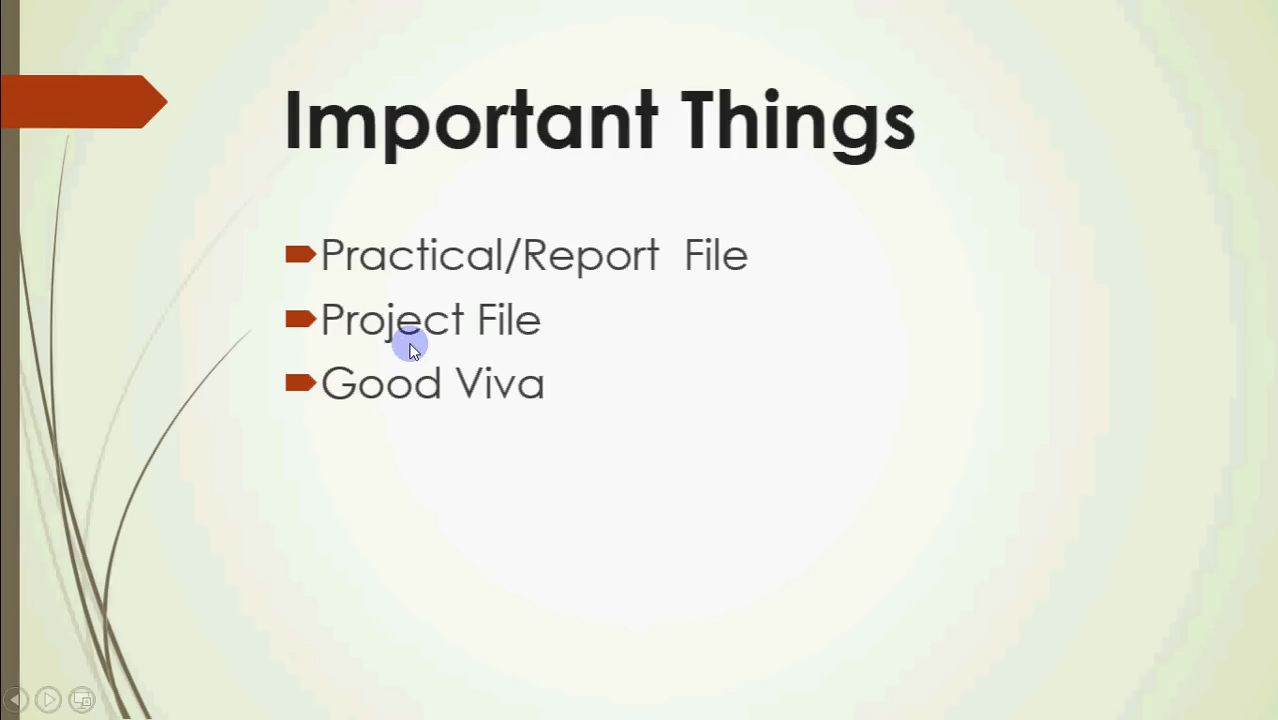 Important Things
Practical/Report File
Project File
Good Viva